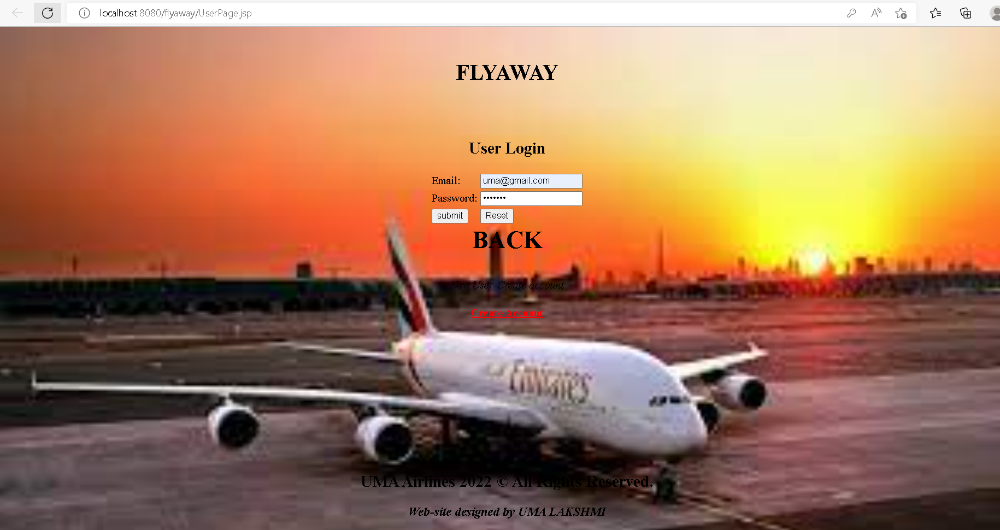 localhost:8080/flyaway/UserPage.jsp
FLYAWAY
User Login
Email: uma@gmail.com
Password: •••••••
submit Reset
BACK
New User-Create account
Create Account
Emirates
UMA Airlines 2022 © All Rights Reserved.
Web-site designed by UMA LAKSHMI